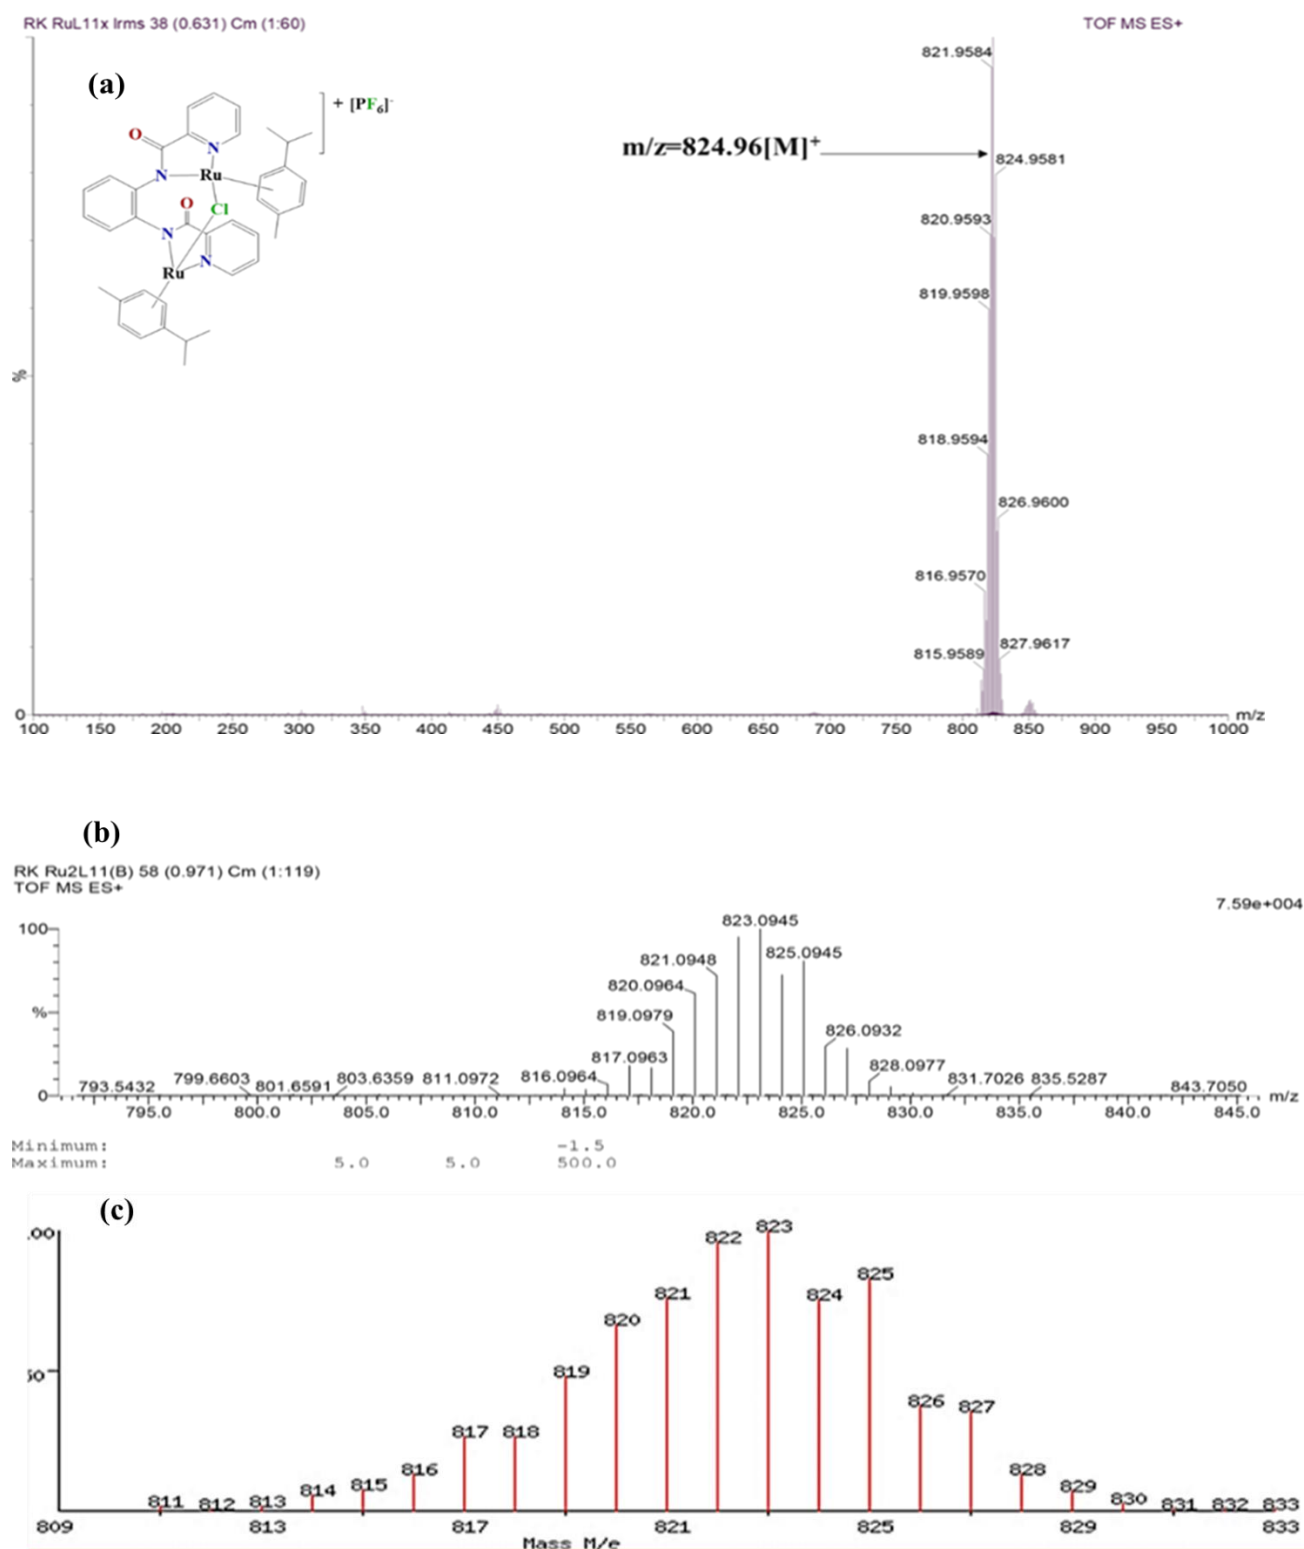 RK RuL11x lrms 38 (0.631) Cm (1:60)
TOF MS ES+
(a)
+ [PF6]-
O
N
N
Ru
O
Cl
N
N
Ru
821.9584
m/z=824.96[M]+
824.9581
820.9593
819.9598
%
818.9594
826.9600
816.9570
827.9617
815.9589
0
m/z
100 150 200 250 300 350 400 450 500 550 600 650 700 750 800 850 900 950 1000
(b)
RK Ru2L11(B) 58 (0.971) Cm (1:119)
TOF MS ES+
7.59e+004
100
823.0945
825.0945
821.0948
820.0964
%
819.0979
826.0932
817.0963
828.0977
793.5432 799.6603 801.6591 803.6359 811.0972 816.0964 831.7026 835.5287 843.7050
0
m/z
795.0 800.0 805.0 810.0 815.0 820.0 825.0 830.0 835.0 840.0 845.0
Minimum: -1.5
Maximum: 5.0 5.0 500.0
(c)
00
823
822
825
821
824
820
50
819
826
827
817 818
816
828
815
829
814
811 812 813
830 831 832 833
809 813 817 821 825 829 833
Mass M/e